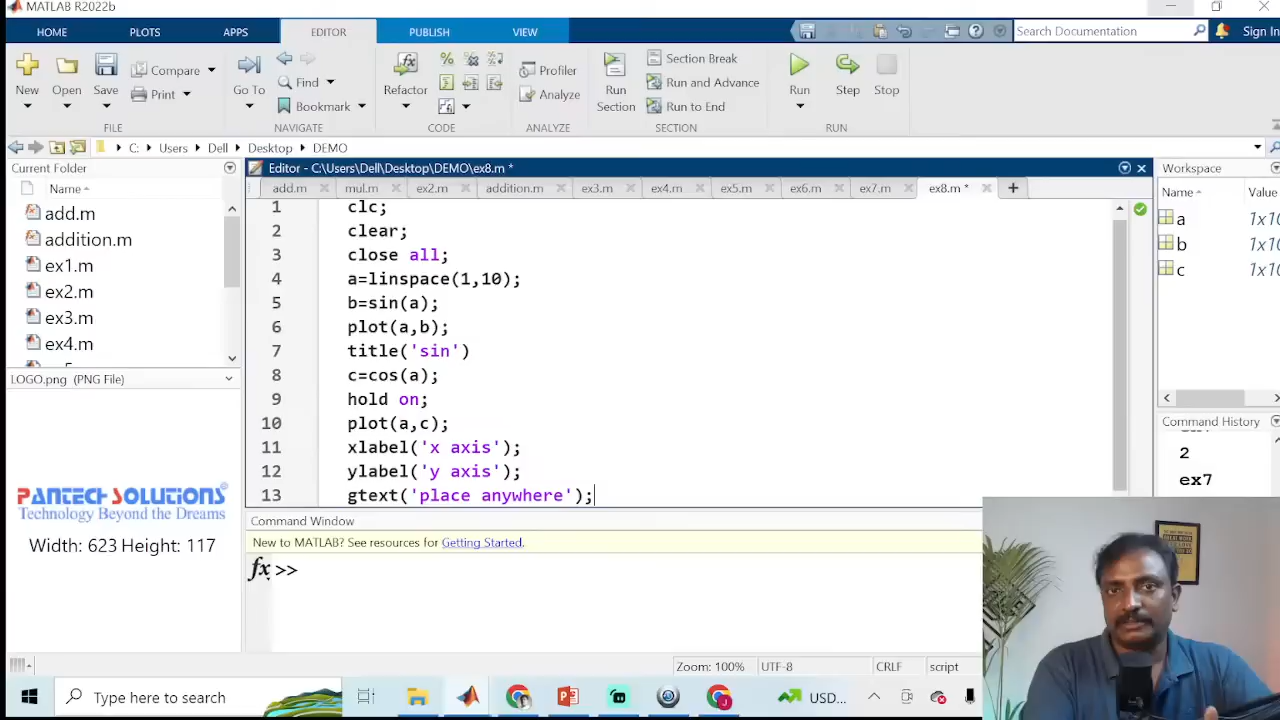 MATLAB R2022b
HOME PLOTS APPS EDITOR PUBLISH VIEW Search Documentation Sign In
New Open Save Compare Print Go To Find Bookmark Refactor Profiler Analyze Run Section Section Break Run and Advance Run to End Run Step Stop
FILE NAVIGATE CODE ANALYZE SECTION RUN
C: Users Dell Desktop DEMO
Current Folder
Name
add.m
addition.m
ex1.m
ex2.m
ex3.m
ex4.m
LOGO.png (PNG File)
PANTECH SOLUTIONS
Technology Beyond the Dreams
Width: 623 Height: 117
Editor - C:\Users\Dell\Desktop\DEMO\ex8.m *
add.m mul.m ex2.m addition.m ex3.m ex4.m ex5.m ex6.m ex7.m ex8.m * +
1 clc;
2 clear;
3 close all;
4 a=linspace(1,10);
5 b=sin(a);
6 plot(a,b);
7 title('sin')
8 c=cos(a);
9 hold on;
10 plot(a,c);
11 xlabel('x axis');
12 ylabel('y axis');
13 gtext('place anywhere');
Command Window
New to MATLAB? See resources for Getting Started.
fx >>
Zoom: 100% UTF-8 CRLF script
Workspace
Name Value
a 1x10
b 1x10
c 1x10
Command History
2
ex7
Type here to search
USD...